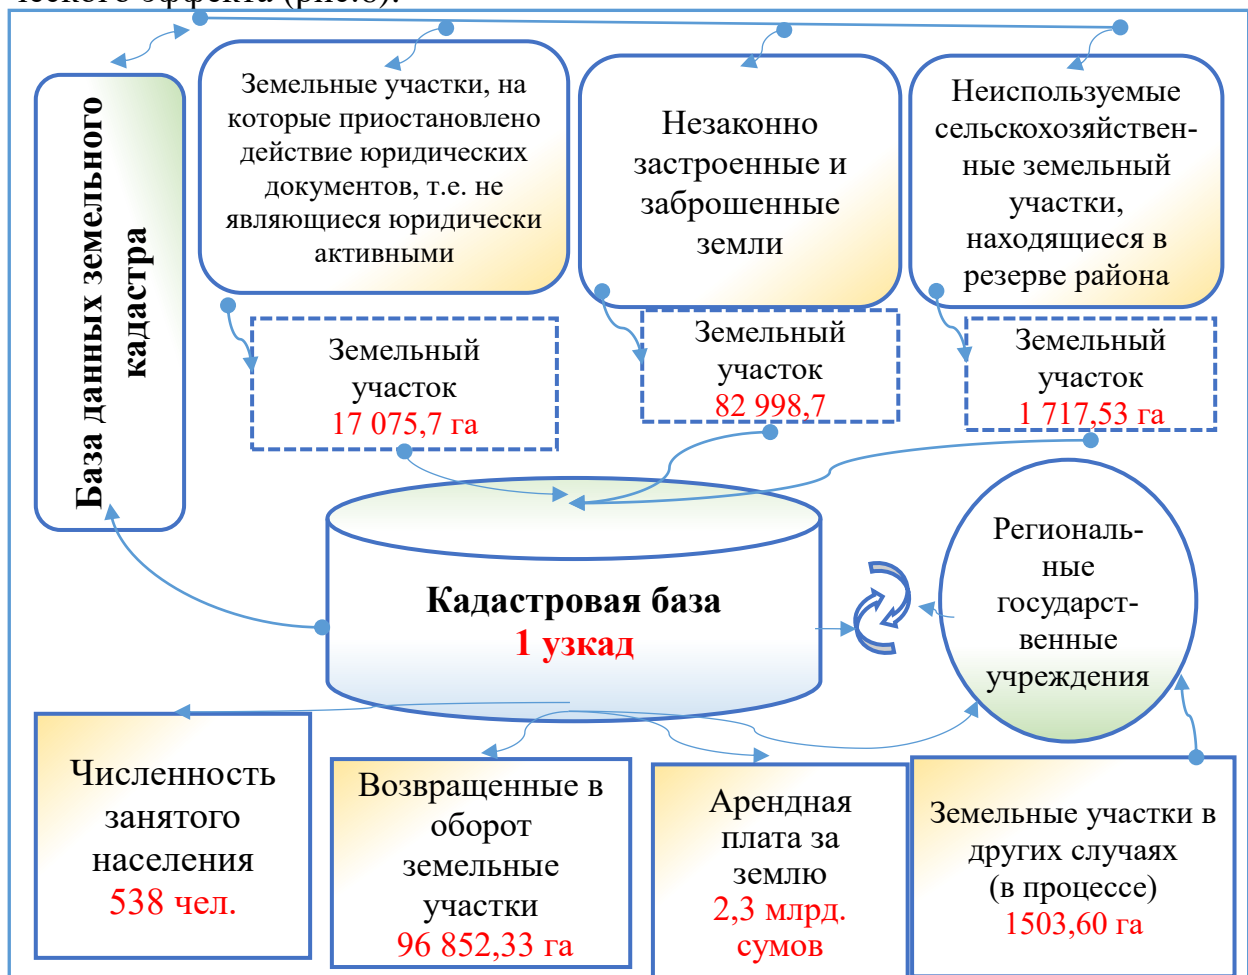 ческого эффекта (рис.8).
База данных земельного
кадастра
Земельные участки, на
которые приостановлено
действие юридических
документов, т.е. не
являющиеся юридически
активными
Незаконно
застроенные и
заброшенные
земли
Неиспользуемые
сельскохозяйствен-
ные земельный
участки,
находящиеся в
резерве района
Земельный
участок
17 075,7 га
Земельный
участок
82 998,7
Земельный
участок
1 717,53 га
Кадастровая база
1 узкад
Региональ-
ные
государст-
венные
учреждения
Численность
занятого
населения
538 чел.
Возвращенные в
оборот
земельные
участки
96 852,33 га
Арендная
плата за
землю
2,3 млрд.
сумов
Земельные участки в
других случаях
(в процессе)
1503,60 га